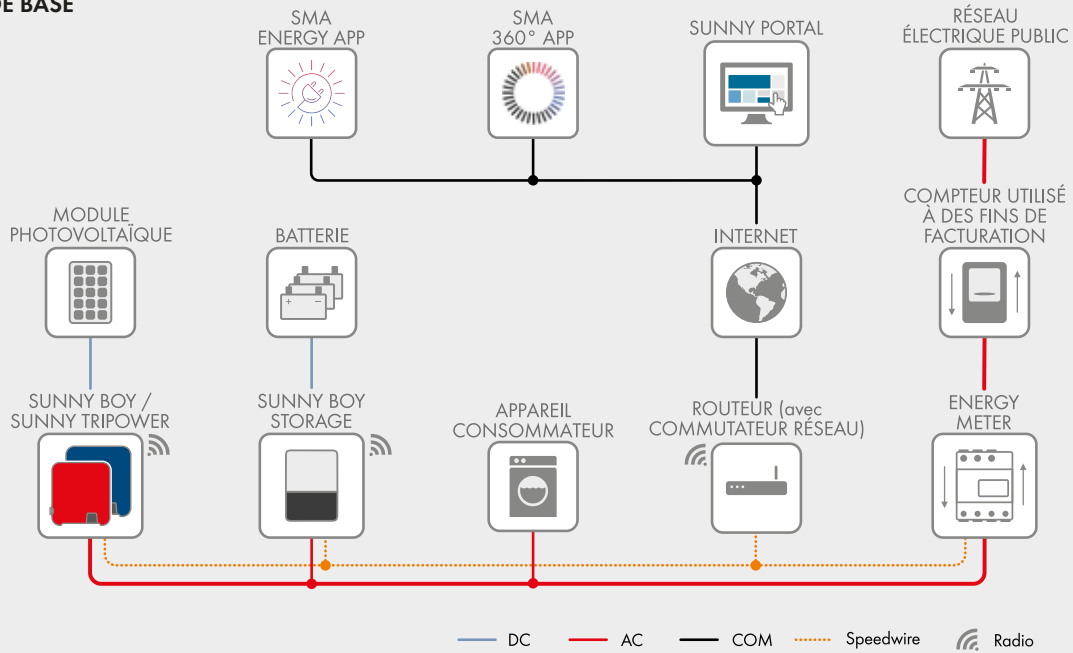 DE BASE
SMA
ENERGY APP
SMA
360° APP
SUNNY PORTAL
RÉSEAU
ÉLECTRIQUE PUBLIC
MODULE
PHOTOVOLTAÏQUE
BATTERIE
INTERNET
COMPTEUR UTILISÉ
À DES FINS DE
FACTURATION
SUNNY BOY /
SUNNY TRIPOWER
SUNNY BOY
STORAGE
APPAREIL
CONSOMMATEUR
ROUTEUR (avec
COMMUTATEUR RÉSEAU)
ENERGY
METER
DC
AC
COM
Speedwire
Radio